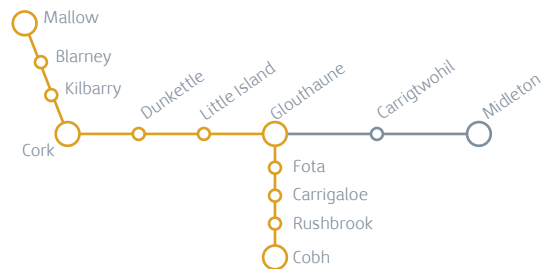 Mallow
Blarney
Kilbarry
Cork
Dunkettle
Little Island
Glouthaune
Carrigtwohil
Midleton
Fota
Carrigaloe
Rushbrook
Cobh